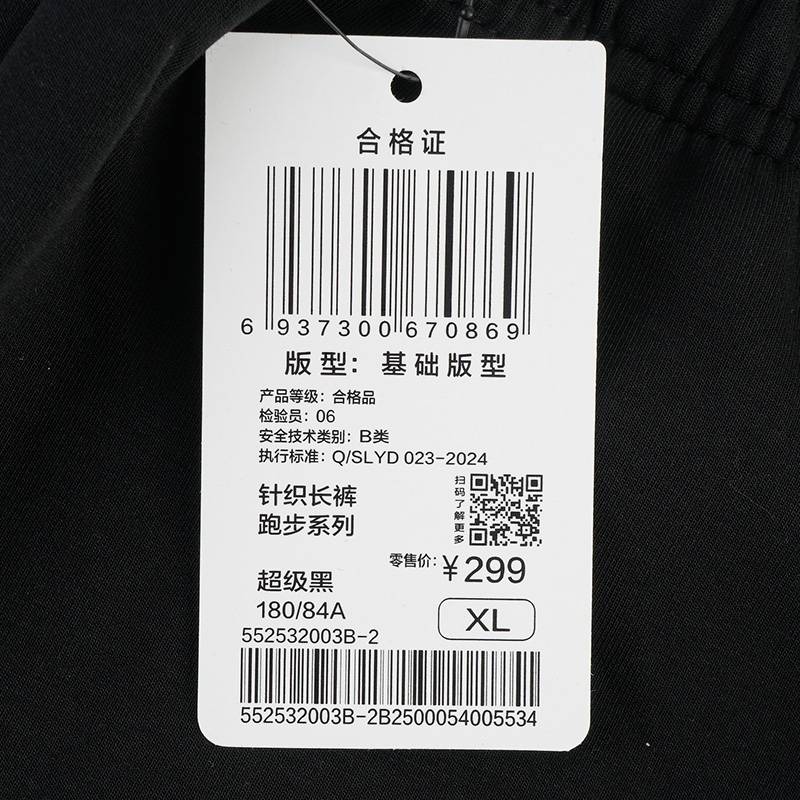 合格证
6 937300 670869
版型：基础版型
产品等级：合格品
检验员：06
安全技术类别：B类
执行标准：Q/SLYD 023-2024
针织长裤
跑步系列
扫码了解更多
零售价：¥299
超级黑
180/84A
XL
552532003B-2
552532003B-2B2500054005534